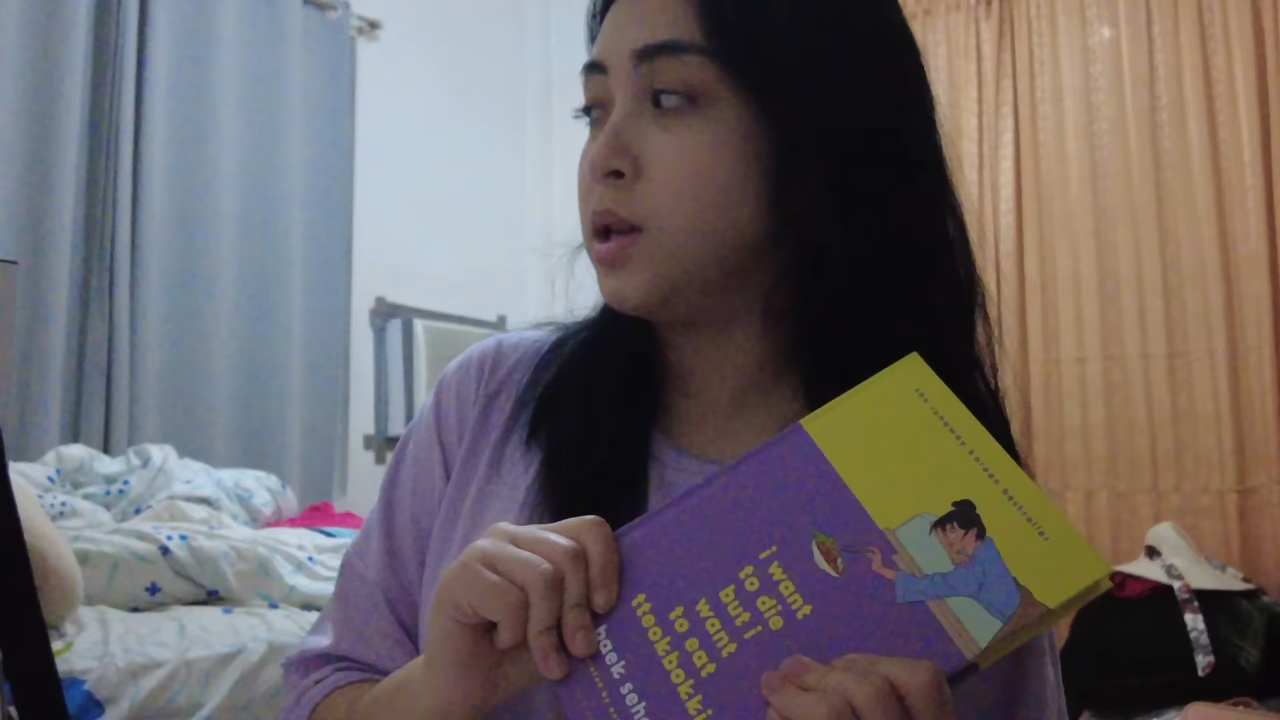 the runaway korean bestseller
i want
to die
but i
want
to eat
tteokbokki
baek seh